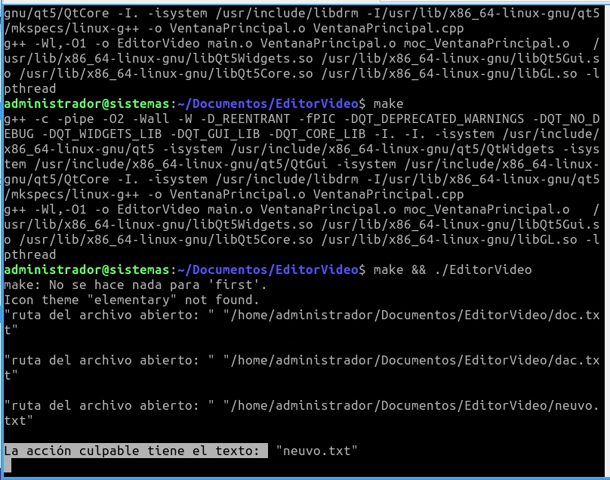 gnu/qt5/QtCore -I. -isystem /usr/include/libdrm -I/usr/lib/x86_64-linux-gnu/qt5
/mkspecs/linux-g++ -o VentanaPrincipal.o VentanaPrincipal.cpp
g++ -Wl,-O1 -o EditorVideo main.o VentanaPrincipal.o moc_VentanaPrincipal.o   /
usr/lib/x86_64-linux-gnu/libQt5Widgets.so /usr/lib/x86_64-linux-gnu/libQt5Gui.s
o /usr/lib/x86_64-linux-gnu/libQt5Core.so /usr/lib/x86_64-linux-gnu/libGL.so -l
pthread
administrador@sistemas:~/Documentos/EditorVideo$ make
g++ -c -pipe -O2 -Wall -W -D_REENTRANT -fPIC -DQT_DEPRECATED_WARNINGS -DQT_NO_D
EBUG -DQT_WIDGETS_LIB -DQT_GUI_LIB -DQT_CORE_LIB -I. -I. -isystem /usr/include/
x86_64-linux-gnu/qt5 -isystem /usr/include/x86_64-linux-gnu/qt5/QtWidgets -isys
tem /usr/include/x86_64-linux-gnu/qt5/QtGui -isystem /usr/include/x86_64-linux-
gnu/qt5/QtCore -I. -isystem /usr/include/libdrm -I/usr/lib/x86_64-linux-gnu/qt5
/mkspecs/linux-g++ -o VentanaPrincipal.o VentanaPrincipal.cpp
g++ -Wl,-O1 -o EditorVideo main.o VentanaPrincipal.o moc_VentanaPrincipal.o   /
usr/lib/x86_64-linux-gnu/libQt5Widgets.so /usr/lib/x86_64-linux-gnu/libQt5Gui.s
o /usr/lib/x86_64-linux-gnu/libQt5Core.so /usr/lib/x86_64-linux-gnu/libGL.so -l
pthread
administrador@sistemas:~/Documentos/EditorVideo$ make && ./EditorVideo
make: No se hace nada para 'first'.
Icon theme "elementary" not found.
"ruta del archivo abierto: " "/home/administrador/Documentos/EditorVideo/doc.tx
t"
"ruta del archivo abierto: " "/home/administrador/Documentos/EditorVideo/dac.tx
t"
"ruta del archivo abierto: " "/home/administrador/Documentos/EditorVideo/neuvo.
txt"
La acción culpable tiene el texto:  "neuvo.txt"